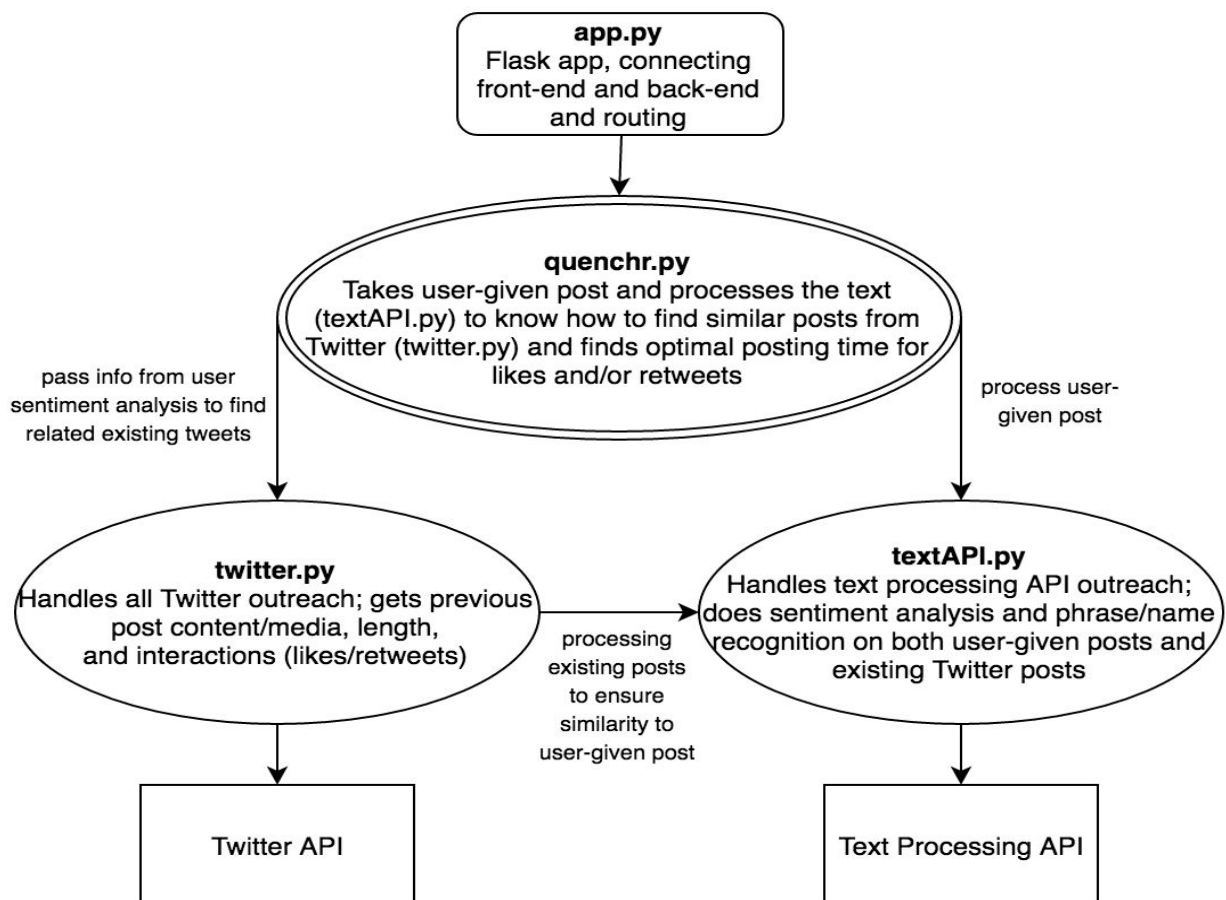 app.py
Flask app, connecting
front-end and back-end
and routing
quenchr.py
Takes user-given post and processes the text
(textAPI.py) to know how to find similar posts from
Twitter (twitter.py) and finds optimal posting time for
likes and/or retweets
pass info from user
sentiment analysis to find
related existing tweets
process user-
given post
twitter.py
Handles all Twitter outreach; gets previous
post content/media, length,
and interactions (likes/retweets)
processing
existing posts
to ensure
similarity to
user-given post
textAPI.py
Handles text processing API outreach;
does sentiment analysis and phrase/name
recognition on both user-given posts and
existing Twitter posts
Twitter API
Text Processing API